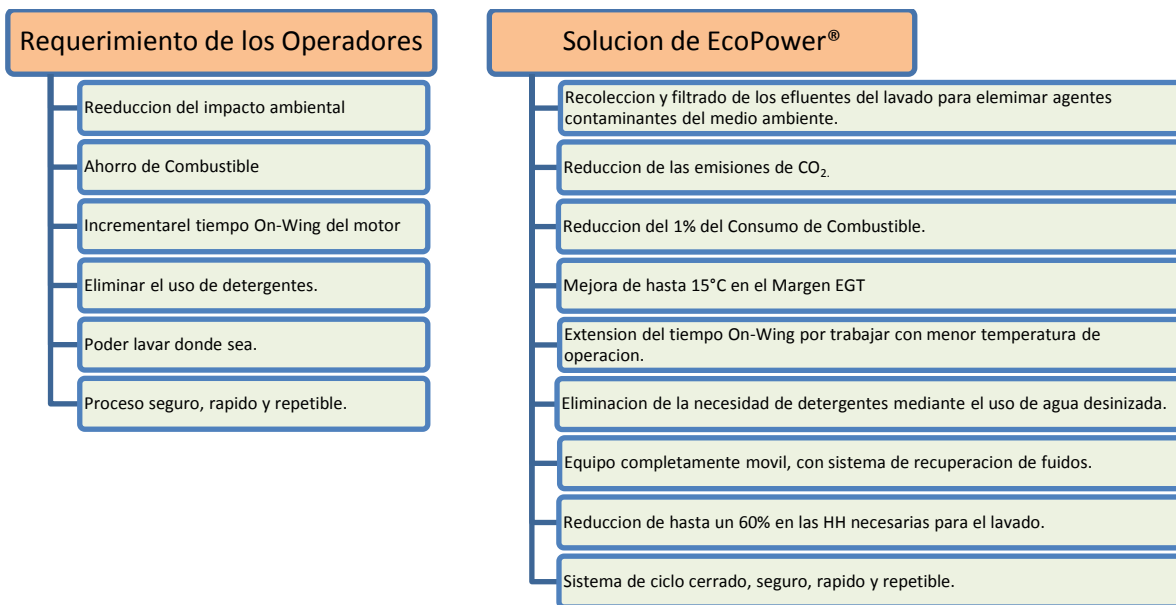 Requerimiento de los Operadores
Reeduccion del impacto ambiental
Ahorro de Combustible
Incrementarel tiempo On-Wing del motor
Eliminar el uso de detergentes.
Poder lavar donde sea.
Proceso seguro, rapido y repetible.
Solucion de EcoPower®
Recoleccion y filtrado de los efluentes del lavado para elemimar agentes
contaminantes del medio ambiente.
Reduccion de las emisiones de CO₂.
Reduccion del 1% del Consumo de Combustible.
Mejora de hasta 15°C en el Margen EGT
Extension del tiempo On-Wing por trabajar con menor temperatura de
operacion.
Eliminacion de la necesidad de detergentes mediante el uso de agua desinizada.
Equipo completamente movil, con sistema de recuperacion de fuidos.
Reduccion de hasta un 60% en las HH necesarias para el lavado.
Sistema de ciclo cerrado, seguro, rapido y repetible.